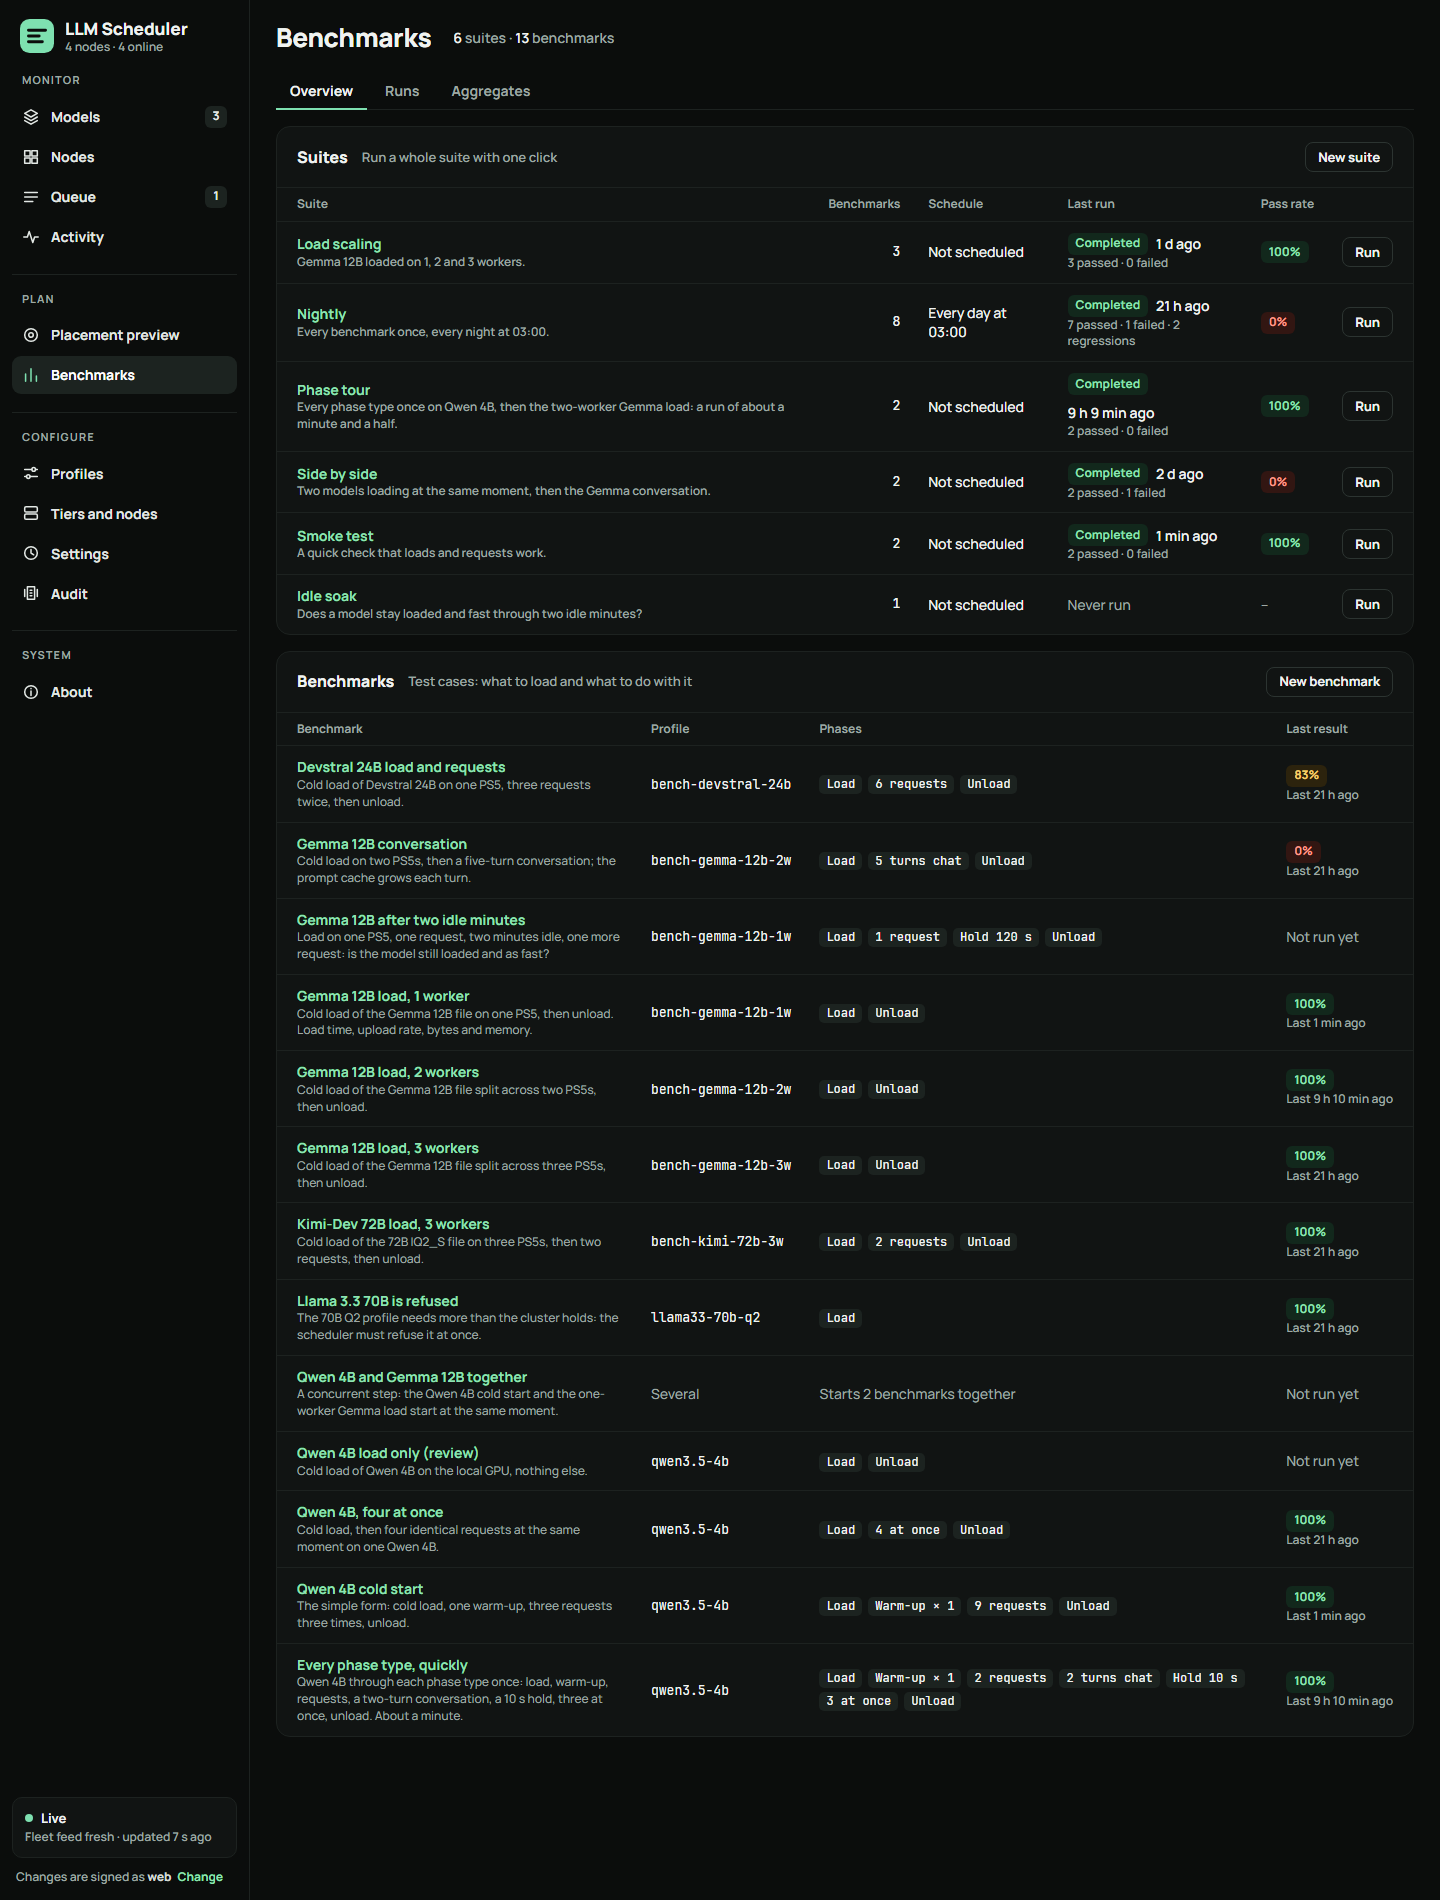 LLM Scheduler
4 nodes · 4 online
MONITOR
Models 3
Nodes
Queue 1
Activity
PLAN
Placement preview
Benchmarks
CONFIGURE
Profiles
Tiers and nodes
Settings
Audit
SYSTEM
About
Live
Fleet feed fresh · updated 7 s ago
Changes are signed as web Change
Benchmarks 6 suites · 13 benchmarks
Overview Runs Aggregates
Suites Run a whole suite with one click New suite
Suite Benchmarks Schedule Last run Pass rate
Load scaling
Gemma 12B loaded on 1, 2 and 3 workers.
3 Not scheduled
Completed 1 d ago
3 passed · 0 failed
100% Run
Nightly
Every benchmark once, every night at 03:00.
8
Every day at
03:00
Completed 21 h ago
7 passed · 1 failed · 2
regressions
0% Run
Phase tour
Every phase type once on Qwen 4B, then the two-worker Gemma load: a run of about a
minute and a half.
2 Not scheduled
Completed
9 h 9 min ago
2 passed · 0 failed
100% Run
Side by side
Two models loading at the same moment, then the Gemma conversation.
2 Not scheduled
Completed 2 d ago
2 passed · 1 failed
0% Run
Smoke test
A quick check that loads and requests work.
2 Not scheduled
Completed 1 min ago
2 passed · 0 failed
100% Run
Idle soak
Does a model stay loaded and fast through two idle minutes?
1 Not scheduled Never run – Run
Benchmarks Test cases: what to load and what to do with it New benchmark
Benchmark Profile Phases Last result
Devstral 24B load and requests
Cold load of Devstral 24B on one PS5, three requests
twice, then unload.
bench-devstral-24b Load 6 requests Unload
83%
Last 21 h ago
Gemma 12B conversation
Cold load on two PS5s, then a five-turn conversation; the
prompt cache grows each turn.
bench-gemma-12b-2w Load 5 turns chat Unload
0%
Last 21 h ago
Gemma 12B after two idle minutes
Load on one PS5, one request, two minutes idle, one more
request: is the model still loaded and as fast?
bench-gemma-12b-1w Load 1 request Hold 120 s Unload
Not run yet
Gemma 12B load, 1 worker
Cold load of the Gemma 12B file on one PS5, then unload.
Load time, upload rate, bytes and memory.
bench-gemma-12b-1w Load Unload
100%
Last 1 min ago
Gemma 12B load, 2 workers
Cold load of the Gemma 12B file split across two PS5s,
then unload.
bench-gemma-12b-2w Load Unload
100%
Last 9 h 10 min ago
Gemma 12B load, 3 workers
Cold load of the Gemma 12B file split across three PS5s,
then unload.
bench-gemma-12b-3w Load Unload
100%
Last 21 h ago
Kimi-Dev 72B load, 3 workers
Cold load of the 72B IQ2_S file on three PS5s, then two
requests, then unload.
bench-kimi-72b-3w Load 2 requests Unload
100%
Last 21 h ago
Llama 3.3 70B is refused
The 70B Q2 profile needs more than the cluster holds: the
scheduler must refuse it at once.
llama33-70b-q2 Load
100%
Last 21 h ago
Qwen 4B and Gemma 12B together
A concurrent step: the Qwen 4B cold start and the one-
worker Gemma load start at the same moment.
Several Starts 2 benchmarks together
Not run yet
Qwen 4B load only (review)
Cold load of Qwen 4B on the local GPU, nothing else.
qwen3.5-4b Load Unload
Not run yet
Qwen 4B, four at once
Cold load, then four identical requests at the same
moment on one Qwen 4B.
qwen3.5-4b Load 4 at once Unload
100%
Last 21 h ago
Qwen 4B cold start
The simple form: cold load, one warm-up, three requests
three times, unload.
qwen3.5-4b Load Warm-up × 1 9 requests Unload
100%
Last 1 min ago
Every phase type, quickly
Qwen 4B through each phase type once: load, warm-up,
requests, a two-turn conversation, a 10 s hold, three at
once, unload. About a minute.
qwen3.5-4b
Load Warm-up × 1 2 requests 2 turns chat Hold 10 s
3 at once Unload
100%
Last 9 h 10 min ago